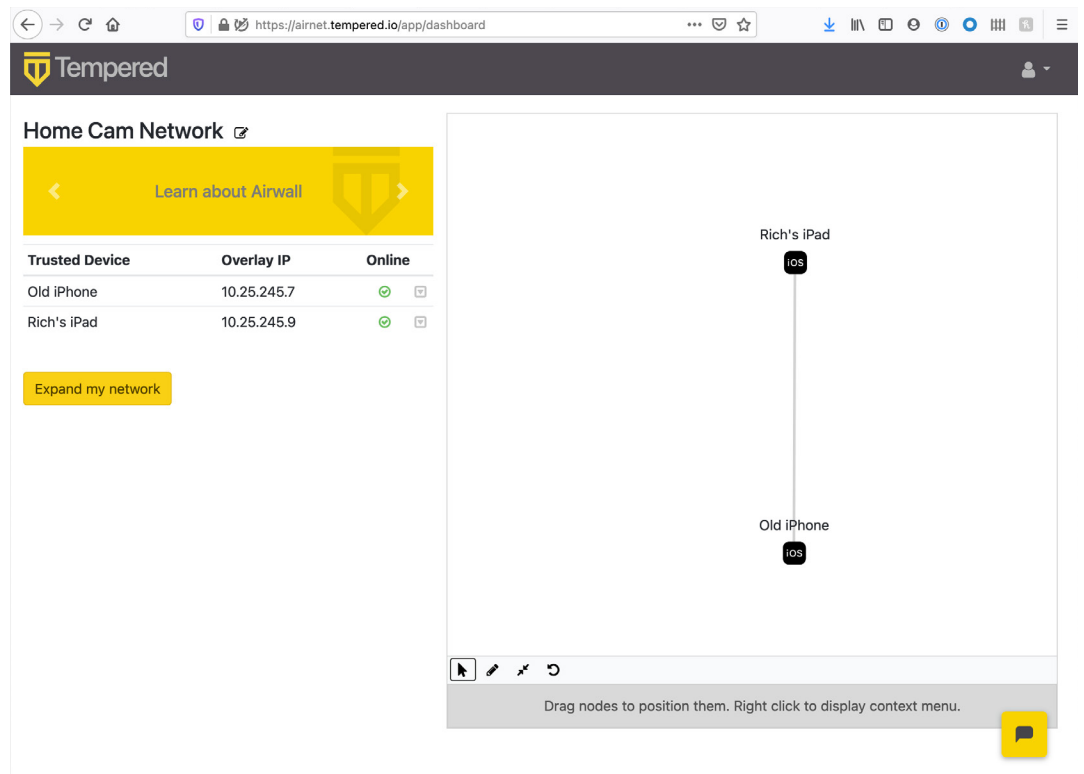 https://airnet.tempered.io/app/dashboard
Tempered
Home Cam Network
Learn about Airwall
Trusted Device Overlay IP Online
Old iPhone 10.25.245.7
Rich's iPad 10.25.245.9
Expand my network
Rich's iPad
iOS
Old iPhone
iOS
Drag nodes to position them. Right click to display context menu.